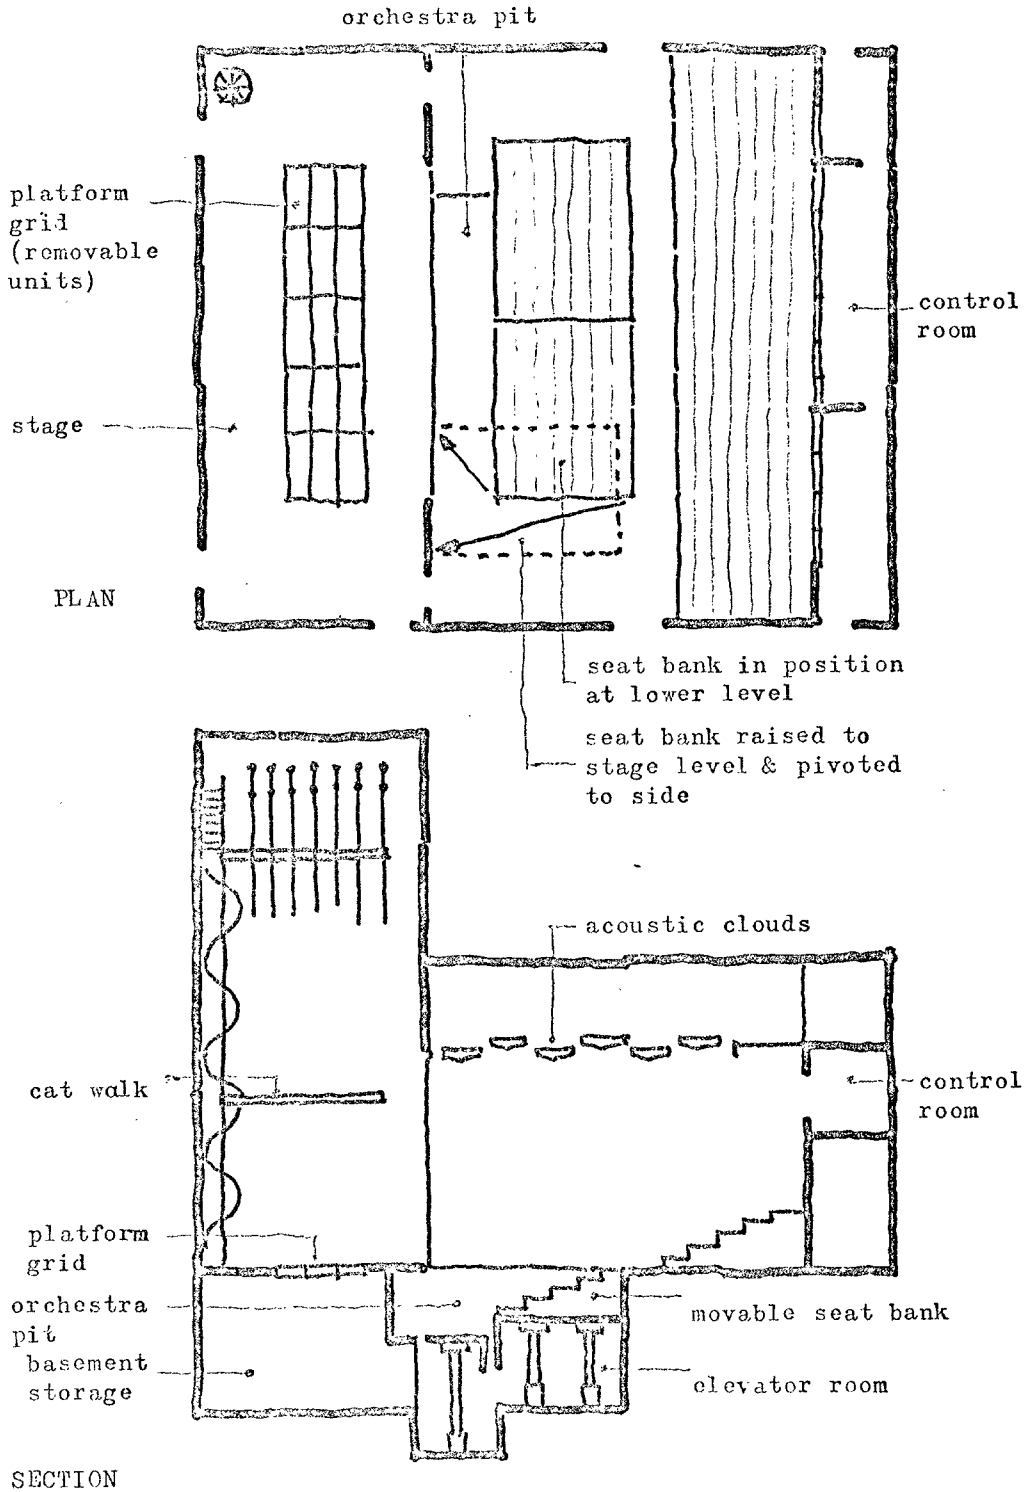 orchestra pit
platform
grid
(removable
units)
control
room
stage
PLAN
seat bank in position
at lower level
seat bank raised to
stage level & pivoted
to side
acoustic clouds
cat walk
control
room
platform
grid
orchestra
pit
movable seat bank
basement
storage
elevator room
SECTION